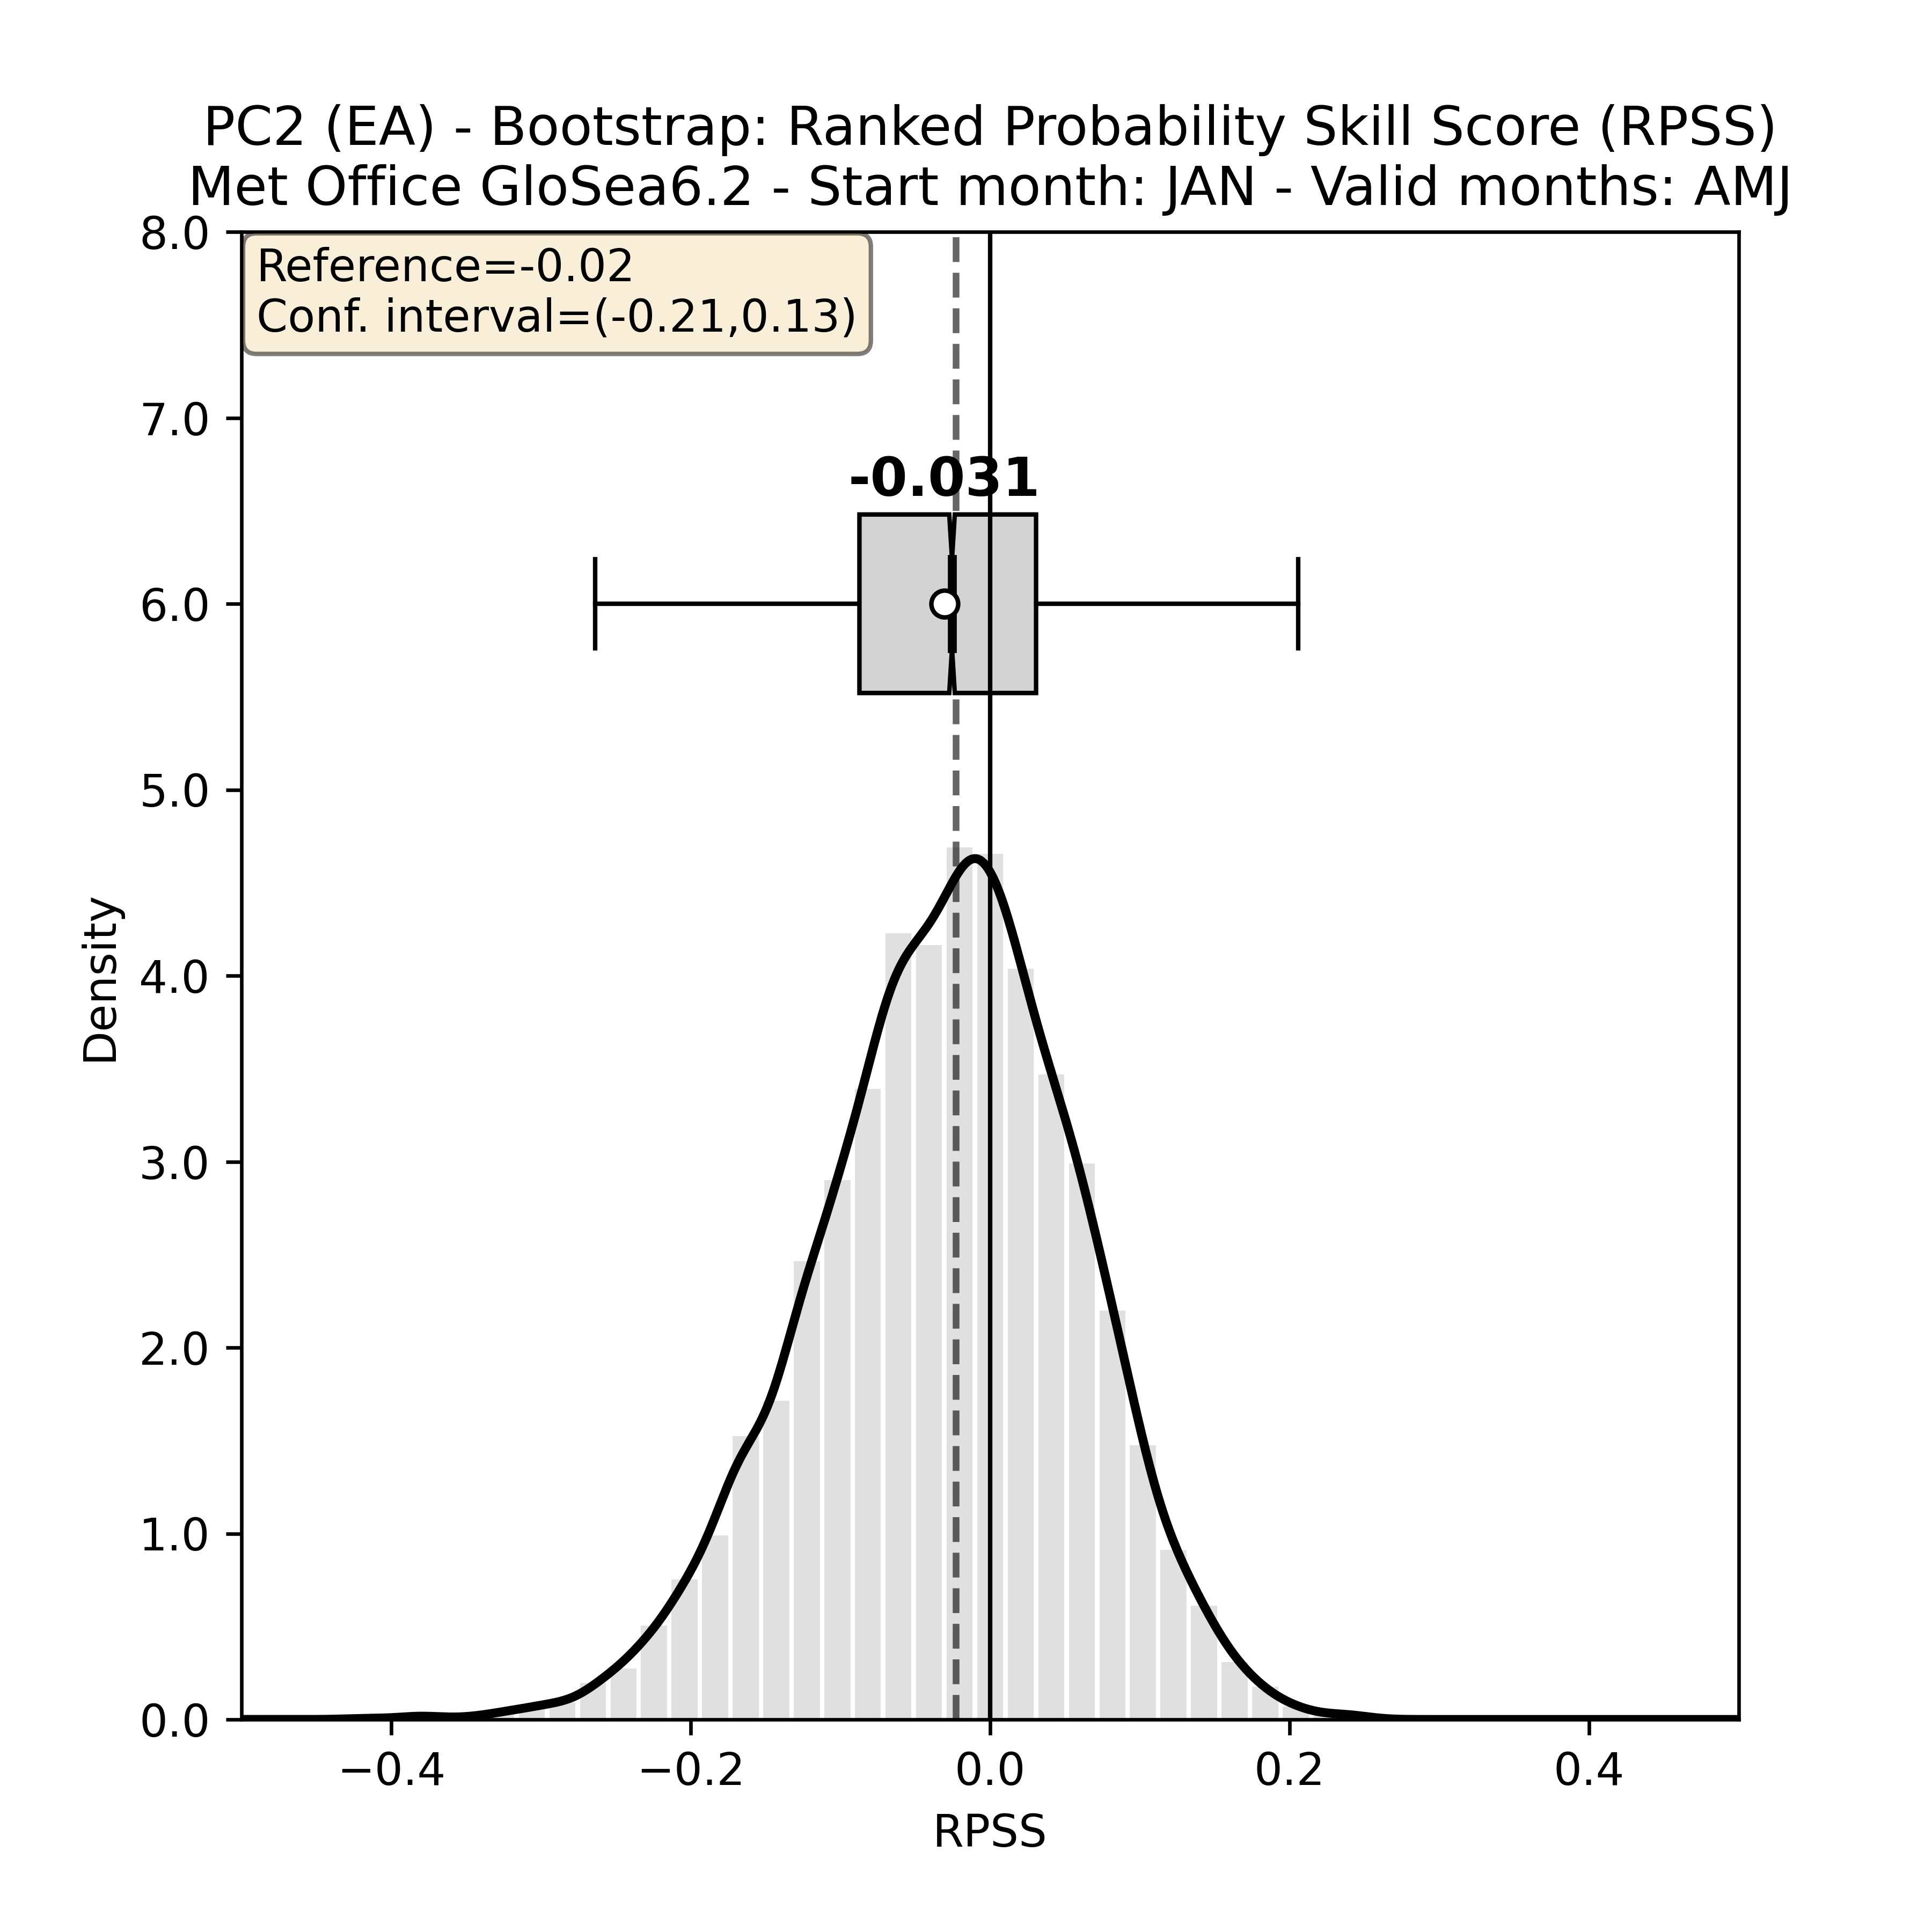 PC2 (EA) - Bootstrap: Ranked Probability Skill Score (RPSS)
Met Office GloSea6.2 - Start month: JAN - Valid months: AMJ
Reference=-0.02
Conf. interval=(-0.21,0.13)
-0.031
8.0
7.0
6.0
5.0
4.0
3.0
2.0
1.0
0.0
Density
−0.4
−0.2
0.0
0.2
0.4
RPSS